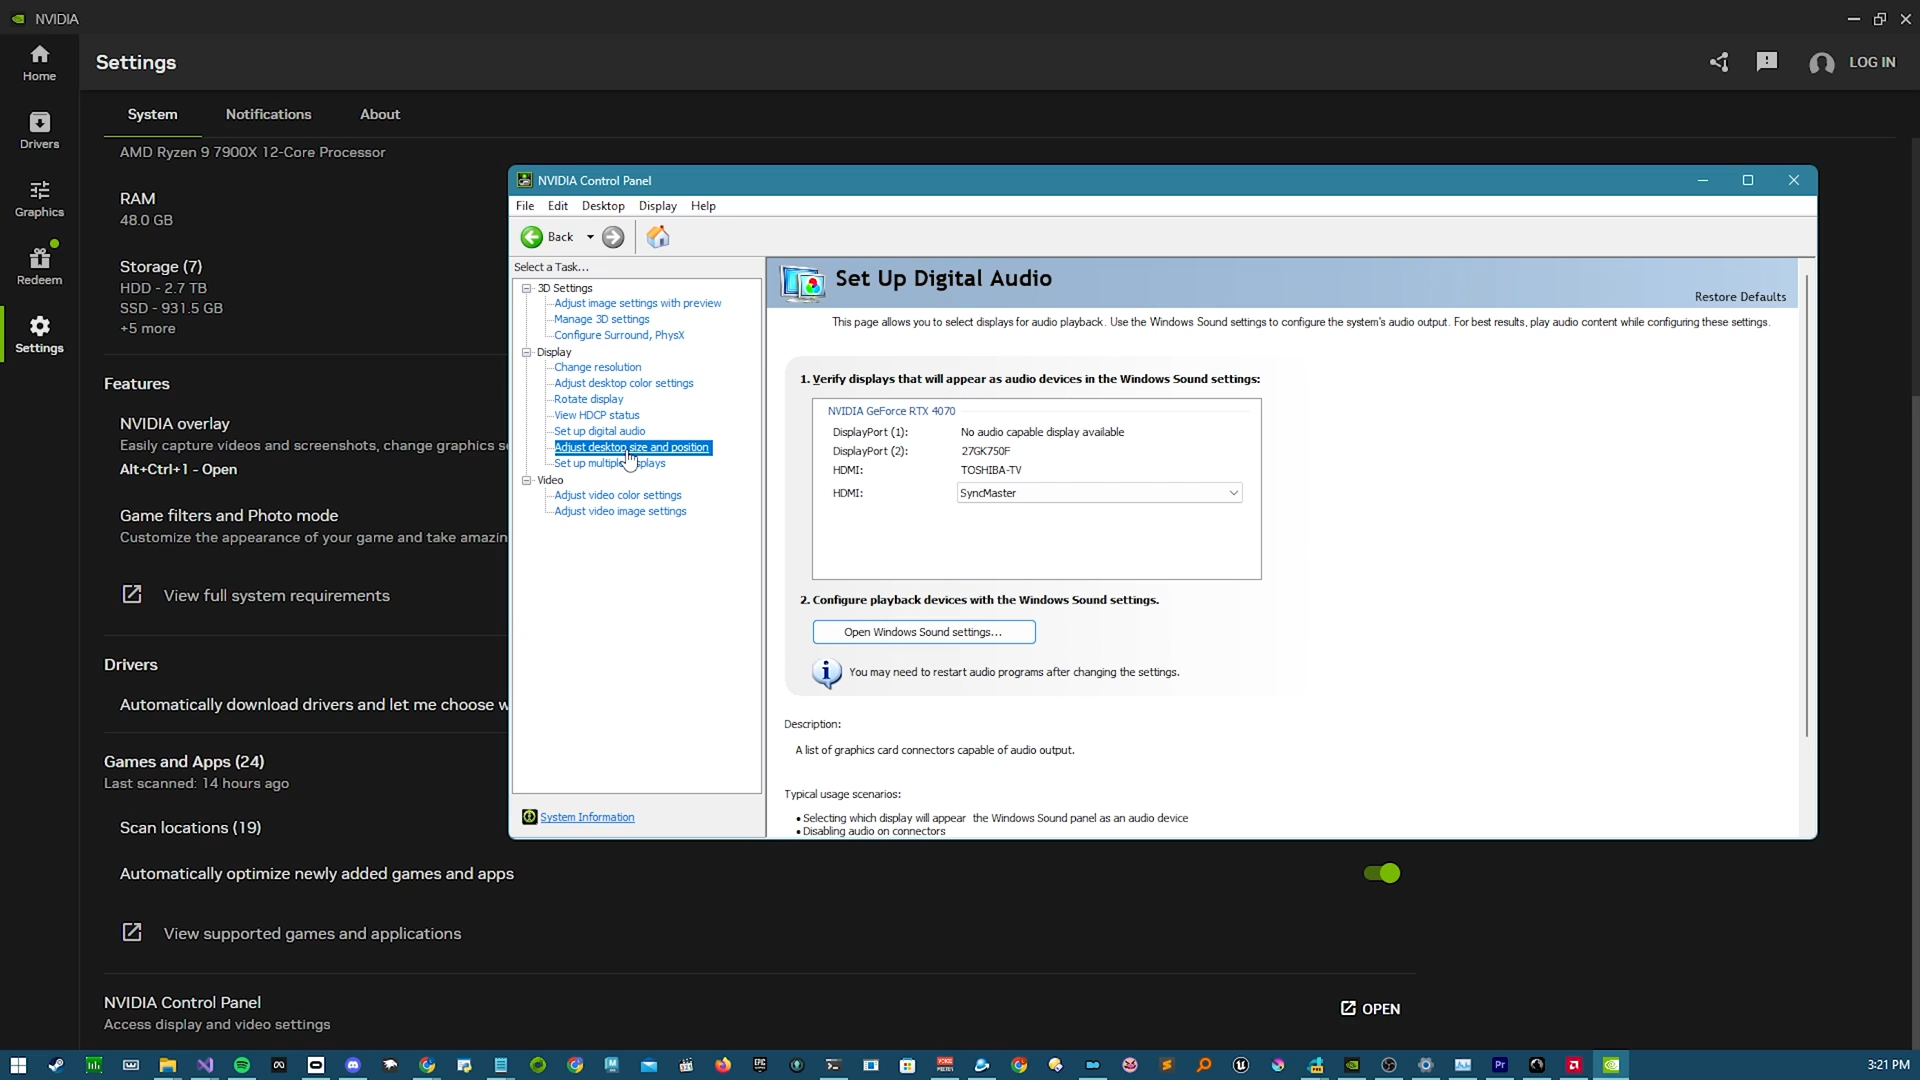 NVIDIA
Home
Settings
LOG IN
System
Notifications
About
Drivers
Graphics
Redeem
Settings
AMD Ryzen 9 7900X 12-Core Processor
RAM
48.0 GB
Storage (7)
HDD - 2.7 TB
SSD - 931.5 GB
+5 more
Features
NVIDIA overlay
Easily capture videos and screenshots, change graphics s
Alt+Ctrl+1 - Open
Game filters and Photo mode
Customize the appearance of your game and take amazin
View full system requirements
Drivers
Automatically download drivers and let me choose w
Games and Apps (24)
Last scanned: 14 hours ago
Scan locations (19)
Automatically optimize newly added games and apps
View supported games and applications
NVIDIA Control Panel
Access display and video settings
OPEN
NVIDIA Control Panel
File Edit Desktop Display Help
Back
Select a Task...
3D Settings
Adjust image settings with preview
Manage 3D settings
Configure Surround, PhysX
Display
Change resolution
Adjust desktop color settings
Rotate display
View HDCP status
Set up digital audio
Adjust desktop size and position
Set up multiple displays
Video
Adjust video color settings
Adjust video image settings
System Information
Set Up Digital Audio
Restore Defaults
This page allows you to select displays for audio playback. Use the Windows Sound settings to configure the system's audio output. For best results, play audio content while configuring these settings.
1. Verify displays that will appear as audio devices in the Windows Sound settings:
NVIDIA GeForce RTX 4070
DisplayPort (1): No audio capable display available
DisplayPort (2): 27GK750F
HDMI: TOSHIBA-TV
HDMI: SyncMaster
2. Configure playback devices with the Windows Sound settings.
Open Windows Sound settings...
You may need to restart audio programs after changing the settings.
Description:
A list of graphics card connectors capable of audio output.
Typical usage scenarios:
• Selecting which display will appear the Windows Sound panel as an audio device
• Disabling audio on connectors
3:21 PM